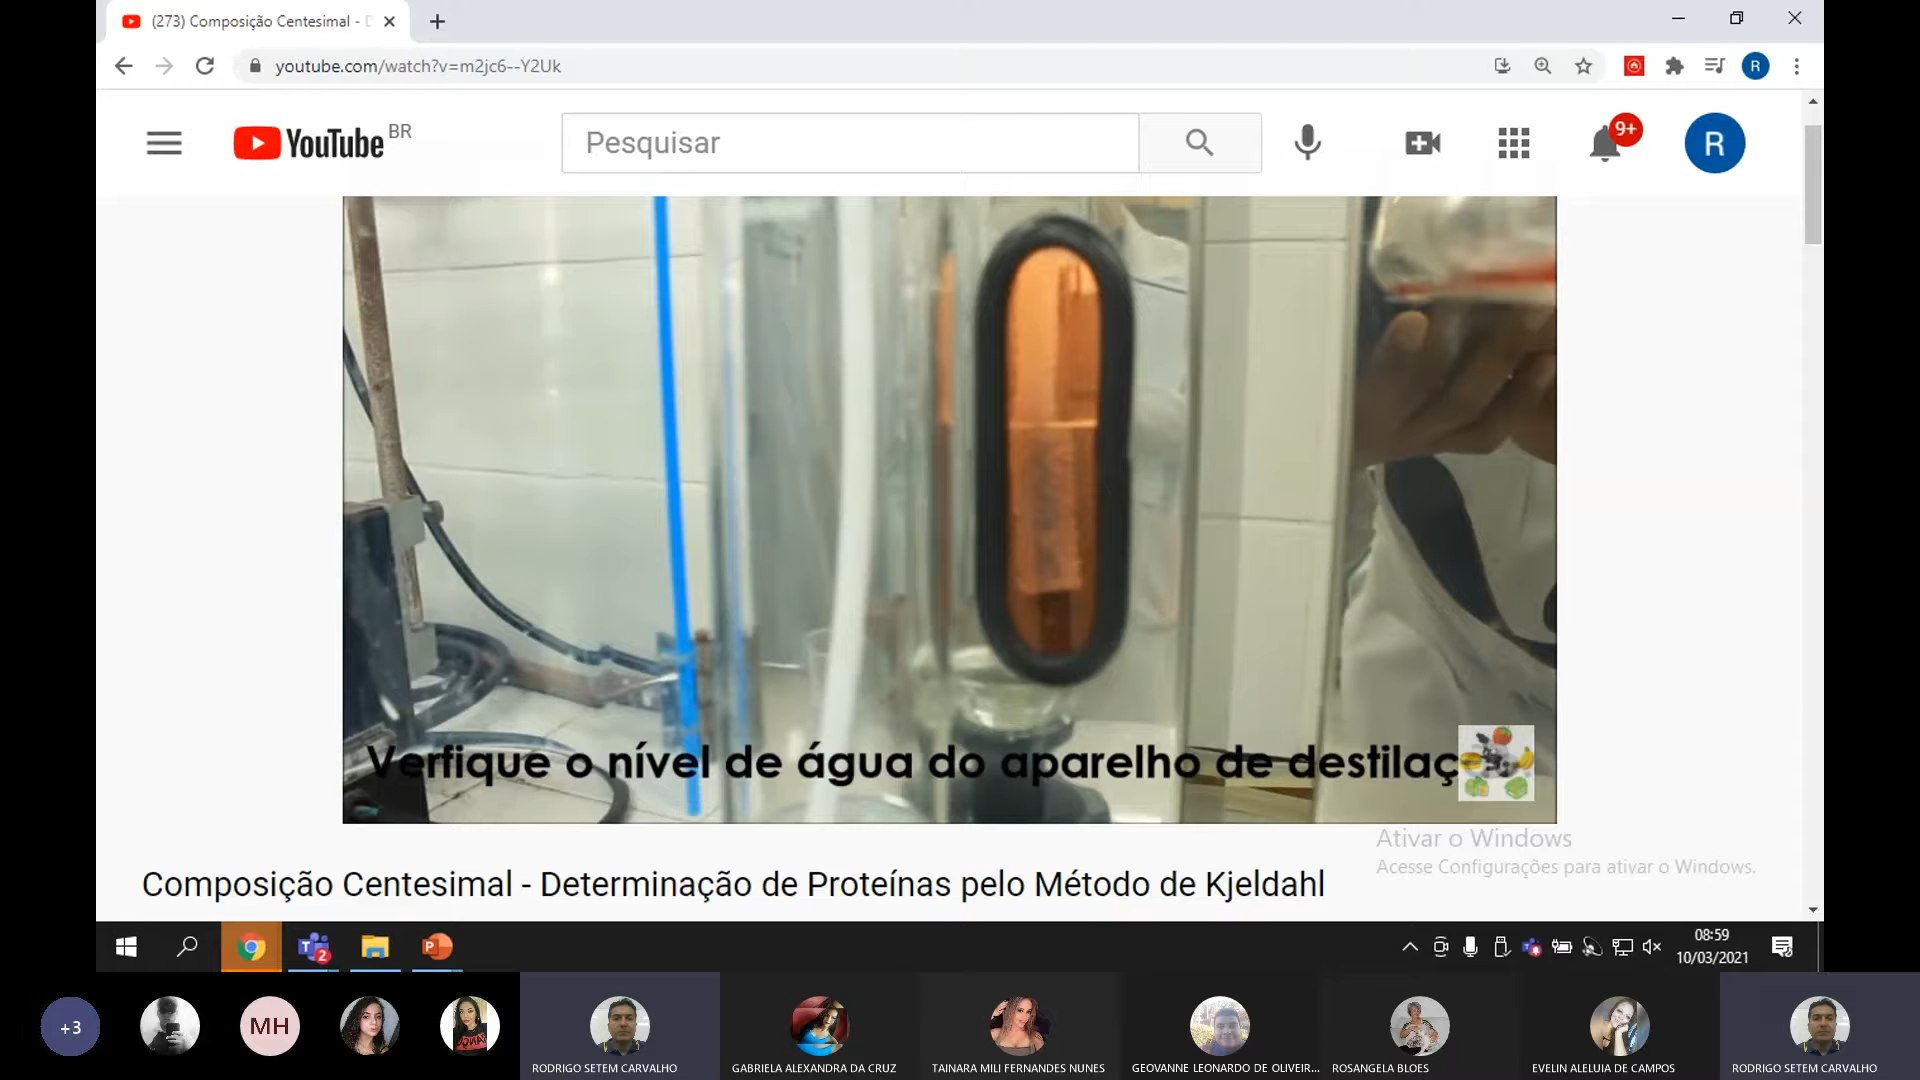 (273) Composição Centesimal - D
youtube.com/watch?v=m2jc6--Y2Uk
R
YouTube BR
Pesquisar
9+
R
Verfique o nível de água do aparelho de destilaç
Ativar o Windows
Acesse Configurações para ativar o Windows.
Composição Centesimal - Determinação de Proteínas pelo Método de Kjeldahl
T
2
P
08:59
10/03/2021
+3
MH
RODRIGO SETEM CARVALHO
GABRIELA ALEXANDRA DA CRUZ
TAINARA MILI FERNANDES NUNES
GEOVANNE LEONARDO DE OLIVEIR...
ROSANGELA BLOES
EVELIN ALELUIA DE CAMPOS
RODRIGO SETEM CARVALHO